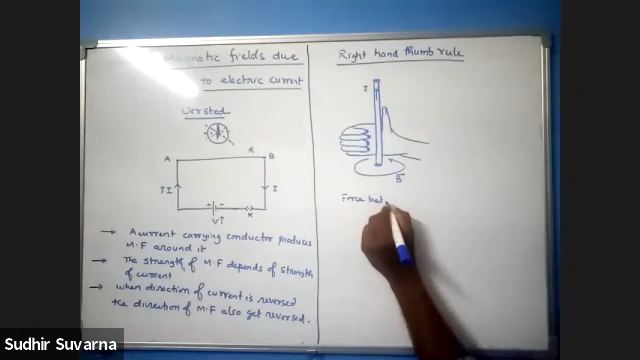 magnetic fields due
to electric current
Oersted
A
R
B
↑I
I
+
-
V↑
K
→ A current carrying conductor produces
M.F around it
→ The strength of M.F depends of strength
of current
→ when direction of current is reversed
the direction of M.F also get reversed.
Right hand thumb rule
I
B
Force bet
Sudhir Suvarna